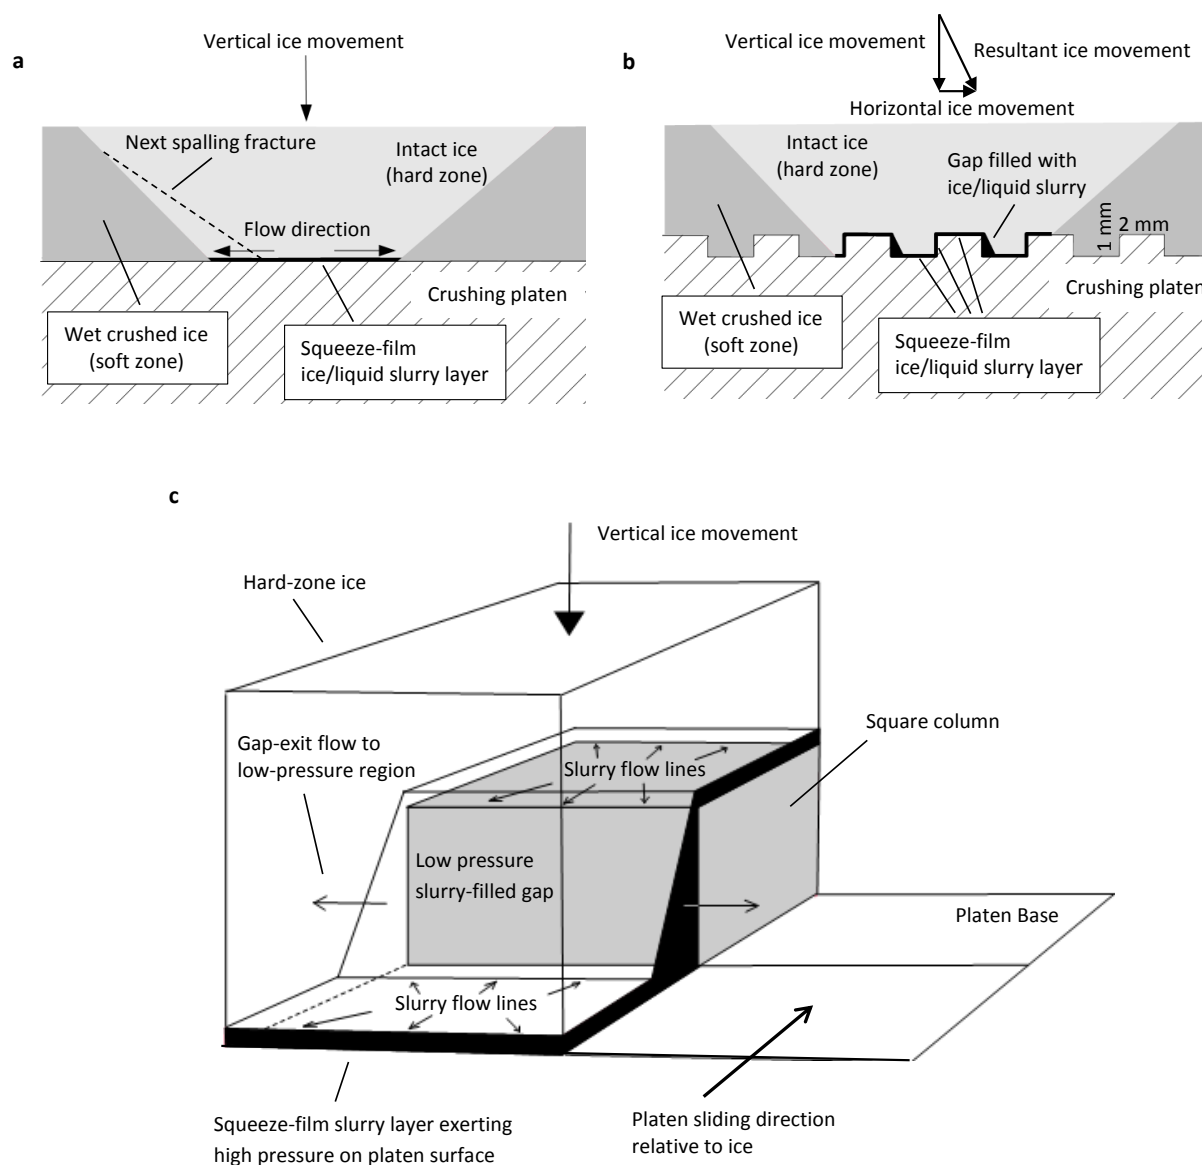 a
Vertical ice movement
Next spalling fracture
Intact ice
(hard zone)
Flow direction
Crushing platen
Wet crushed ice
(soft zone)
Squeeze-film
ice/liquid slurry layer
b
Vertical ice movement
Resultant ice movement
Horizontal ice movement
Intact ice
(hard zone)
Gap filled with
ice/liquid slurry
1 mm
2 mm
Crushing platen
Wet crushed ice
(soft zone)
Squeeze-film
ice/liquid slurry layer
c
Vertical ice movement
Hard-zone ice
Square column
Gap-exit flow to
low-pressure region
Slurry flow lines
Low pressure
slurry-filled gap
Platen Base
Slurry flow lines
Squeeze-film slurry layer exerting
high pressure on platen surface
Platen sliding direction
relative to ice